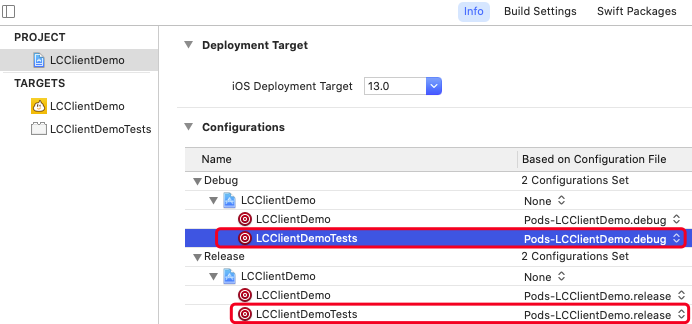 Info Build Settings Swift Packages
PROJECT
LCClientDemo
TARGETS
LCClientDemo
LCClientDemoTests
Deployment Target
iOS Deployment Target 13.0
Configurations
Name Based on Configuration File
Debug 2 Configurations Set
LCClientDemo None
LCClientDemo Pods-LCClientDemo.debug
LCClientDemoTests Pods-LCClientDemo.debug
Release 2 Configurations Set
LCClientDemo None
LCClientDemo Pods-LCClientDemo.release
LCClientDemoTests Pods-LCClientDemo.release